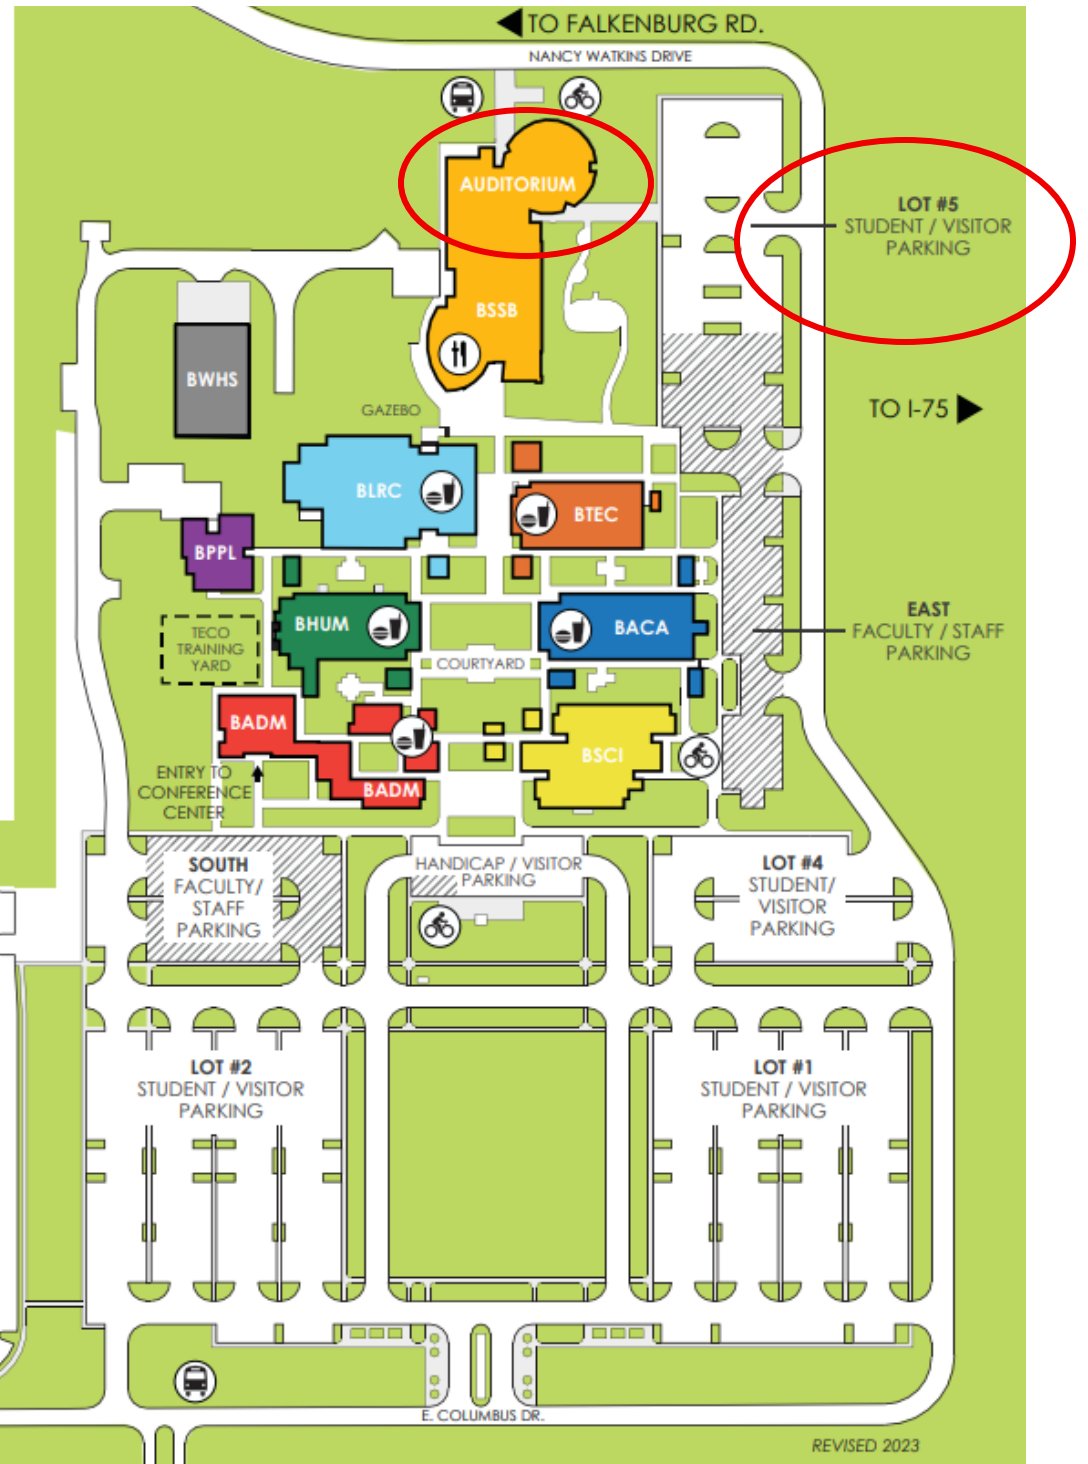 TO FALKENBURG RD.
NANCY WATKINS DRIVE
AUDITORIUM
LOT #5
STUDENT / VISITOR
PARKING
BSSB
BWHS
TO I-75
GAZEBO
BLRC
BTEC
BPPL
BHUM
BACA
TECO
TRAINING
YARD
EAST
FACULTY / STAFF
PARKING
COURTYARD
BADM
BSCI
ENTRY TO
CONFERENCE
CENTER
BADM
SOUTH
FACULTY/
STAFF
PARKING
HANDICAP / VISITOR
PARKING
LOT #4
STUDENT/
VISITOR
PARKING
LOT #2
STUDENT / VISITOR
PARKING
LOT #1
STUDENT / VISITOR
PARKING
E. COLUMBUS DR.
REVISED 2023